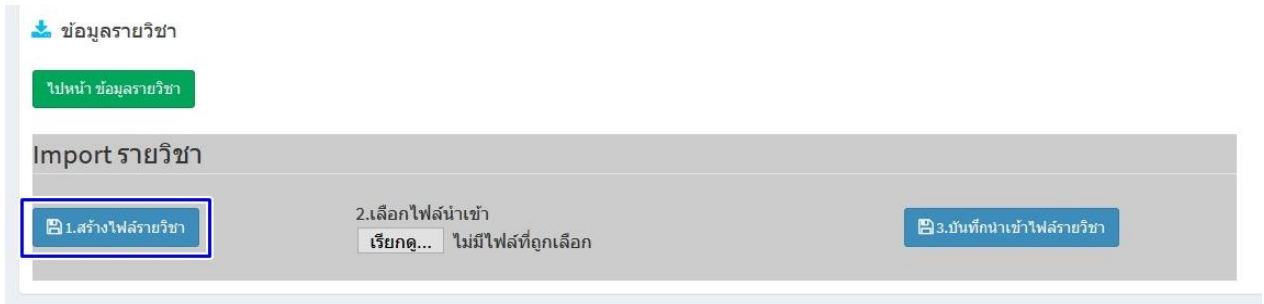 ข้อมูลรายวิชา
ไปหน้า ข้อมูลรายวิชา
Import รายวิชา
1.สร้างไฟล์รายวิชา
2.เลือกไฟล์นำเข้า
เรียกดู... ไม่มีไฟล์ที่ถูกเลือก
3.บันทึกนำเข้าไฟล์รายวิชา